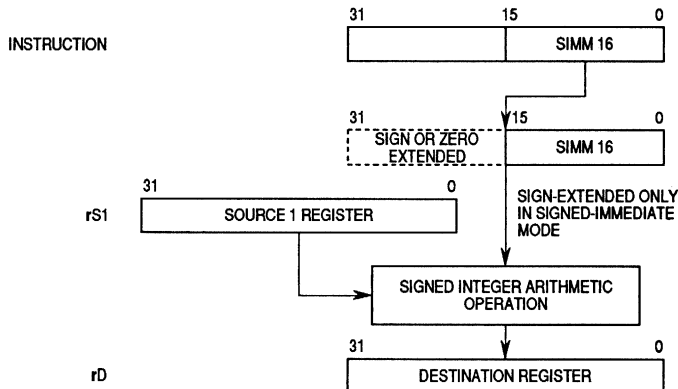 31 15 0
INSTRUCTION SIMM 16
31 15 0
SIGN OR ZERO
EXTENDED
SIMM 16
31 0
rS1 SOURCE 1 REGISTER
SIGN-EXTENDED ONLY
IN SIGNED-IMMEDIATE
MODE
SIGNED INTEGER ARITHMETIC
OPERATION
31 0
rD DESTINATION REGISTER